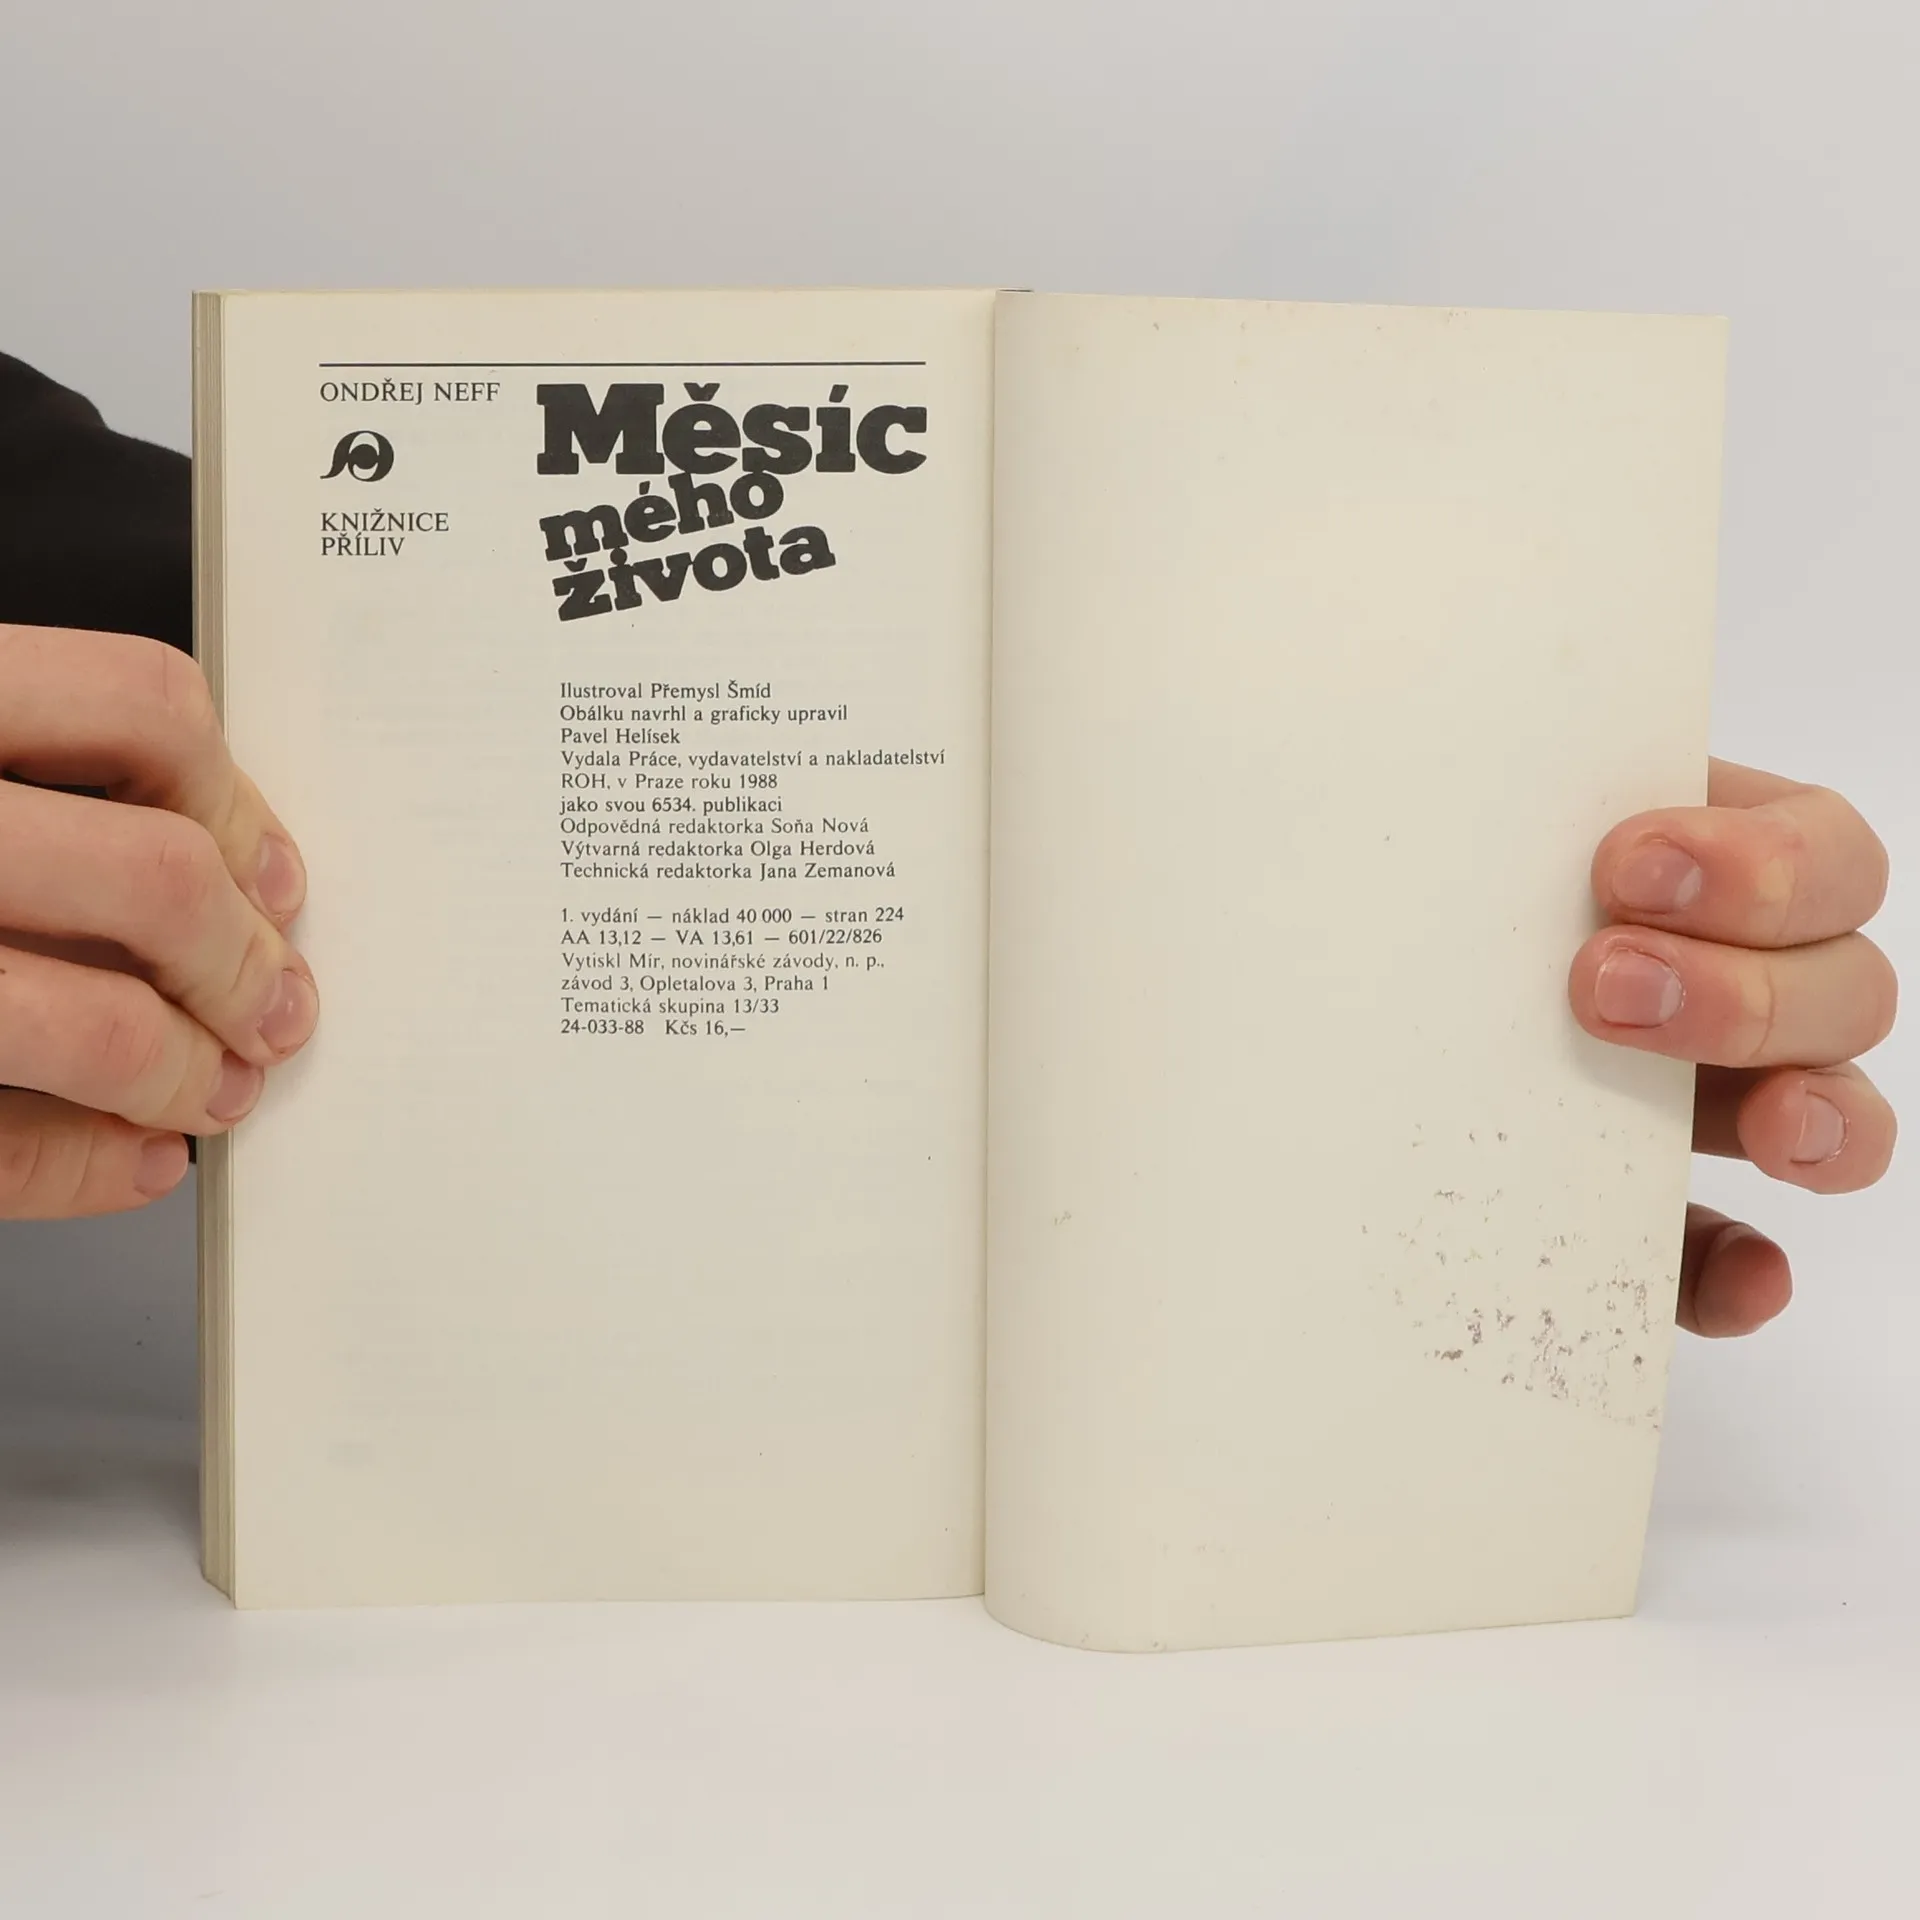 ONDŘEJ NEFF
KNIŽNICE
PŘÍLIV
Měsíc
mého
života
Ilustroval Přemysl Šmíd
Obálku navrhl a graficky upravil
Pavel Helísek
Vydala Práce, vydavatelství a nakladatelství
ROH, v Praze roku 1988
jako svou 6534. publikaci
Odpovědná redaktorka Soňa Nová
Výtvarná redaktorka Olga Herdová
Technická redaktorka Jana Zemanová
1. vydání — náklad 40 000 — stran 224
AA 13,12 — VA 13,61 — 601/22/826
Vytiskl Mír, novinářské závody, n. p.,
závod 3, Opletalova 3, Praha 1
Tematická skupina 13/33
24-033-88 Kčs 16,—